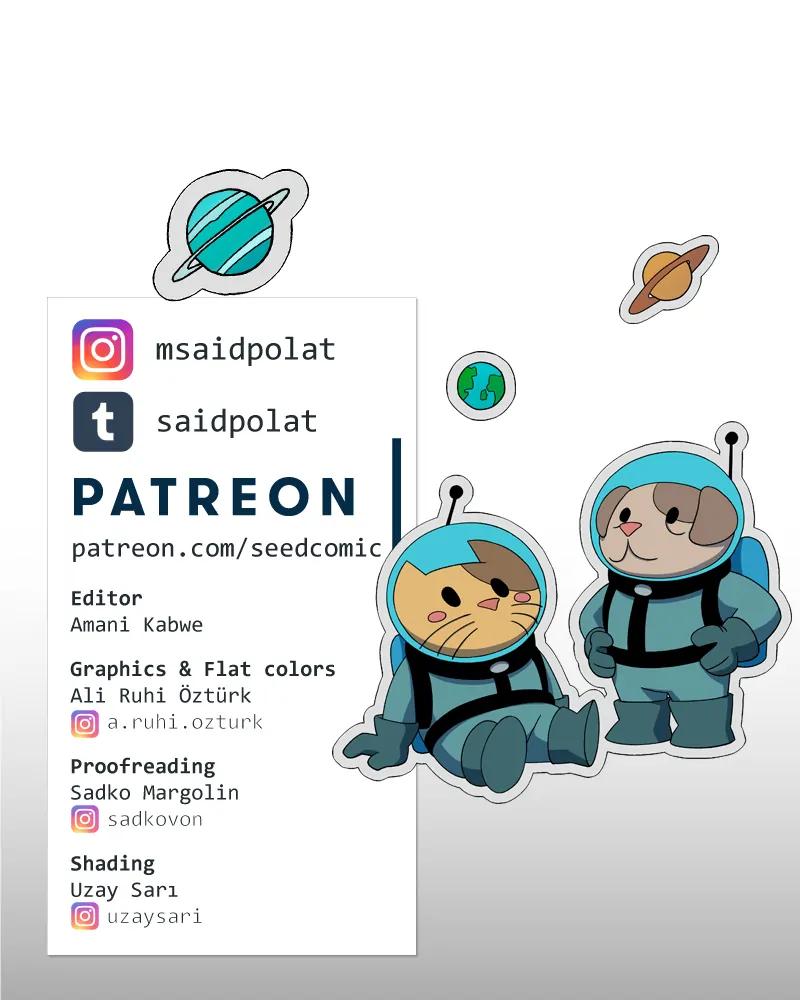 msaidpolat
saidpolat
PATREON
patreon.com/seedcomic
Editor
Amani Kabwe
Graphics & Flat colors
Ali Ruhi Öztürk
a.ruhi.ozturk
Proofreading
Sadko Margolin
sadkovon
Shading
Uzay Sarı
uzaysari